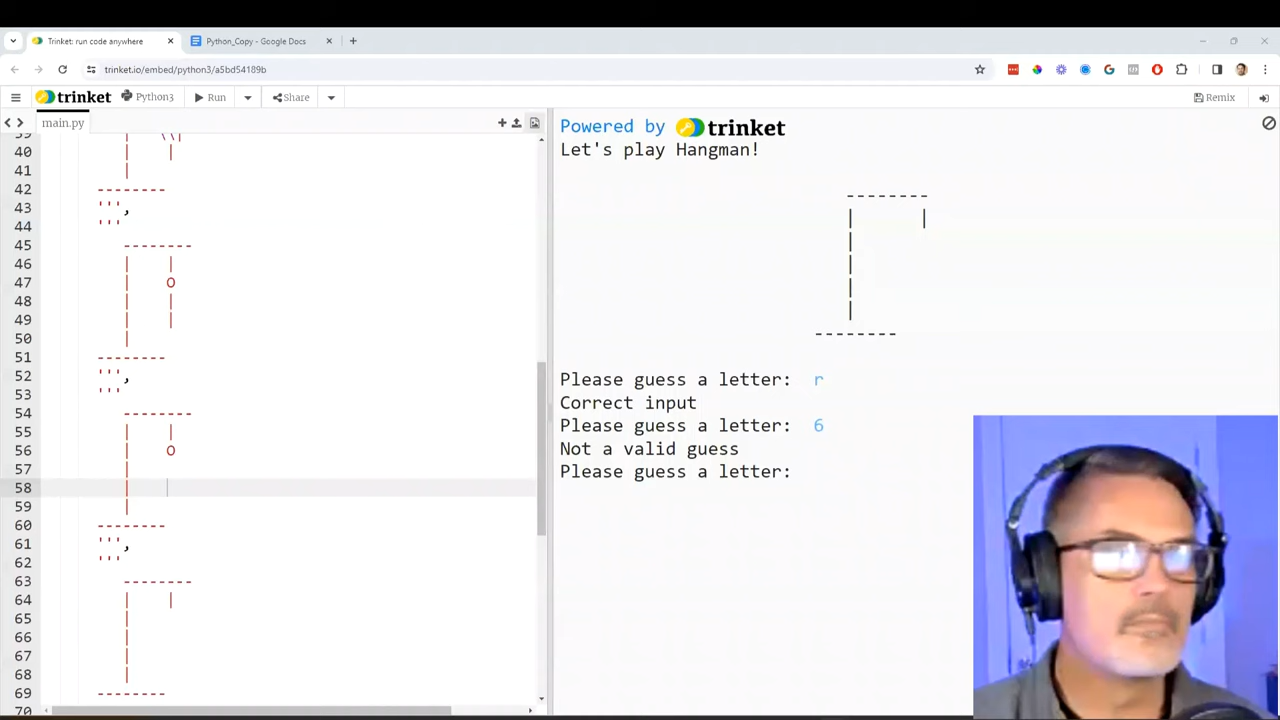 Trinket: run code anywhere
Python_Copy - Google Docs
trinket.io/embed/python3/a5bd54189b
trinket
Python3
Run
Share
Remix
main.py
39 | \\|
40 | |
41 |
42 --------
43 ''',
44 '''
45 --------
46 | |
47 | O
48 | |
49 | |
50 |
51 --------
52 ''',
53 '''
54 --------
55 | |
56 | O
57 |
58 |
59 |
60 --------
61 ''',
62 '''
63 --------
64 | |
65 |
66 |
67 |
68 |
69 --------
70
Powered by trinket
Let's play Hangman!
--------
| |
|
|
|
|
--------
Please guess a letter: r
Correct input
Please guess a letter: 6
Not a valid guess
Please guess a letter: